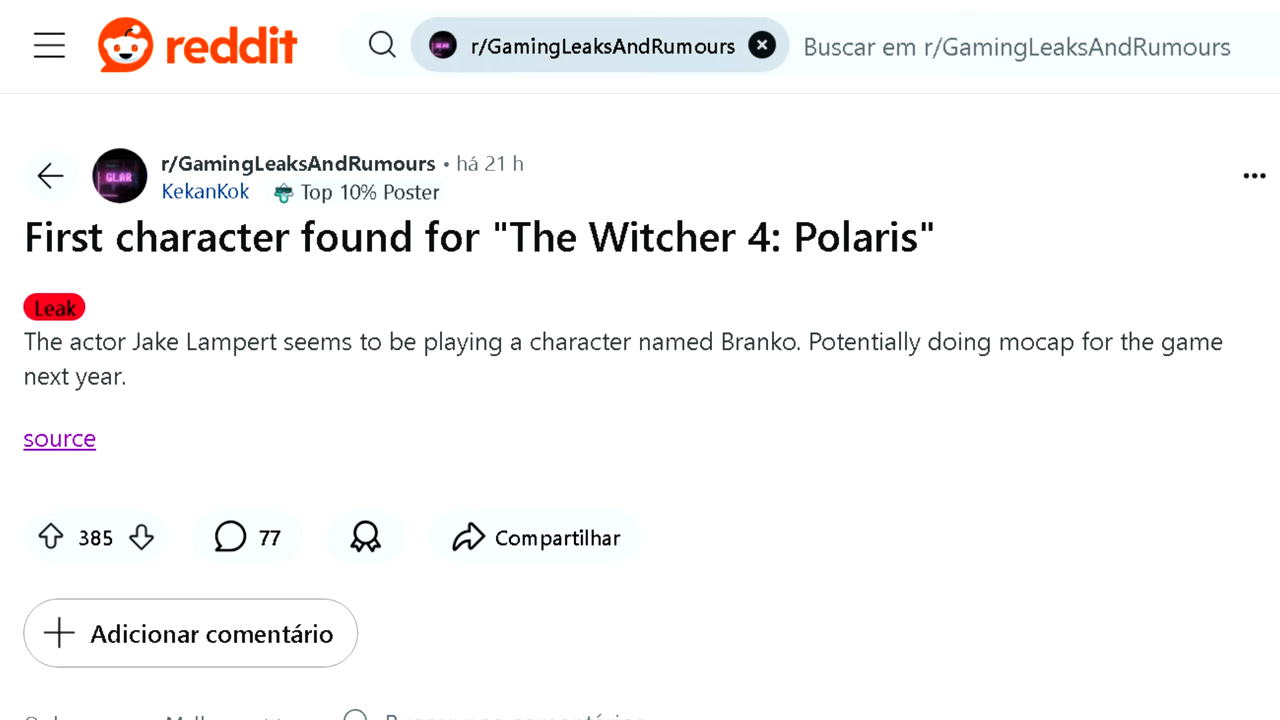 reddit r/GamingLeaksAndRumours Buscar em r/GamingLeaksAndRumours
r/GamingLeaksAndRumours • há 21 h
GLAR
KekanKok Top 10% Poster
First character found for "The Witcher 4: Polaris"
Leak
The actor Jake Lampert seems to be playing a character named Branko. Potentially doing mocap for the game
next year.
source
385 77 Compartilhar
Adicionar comentário